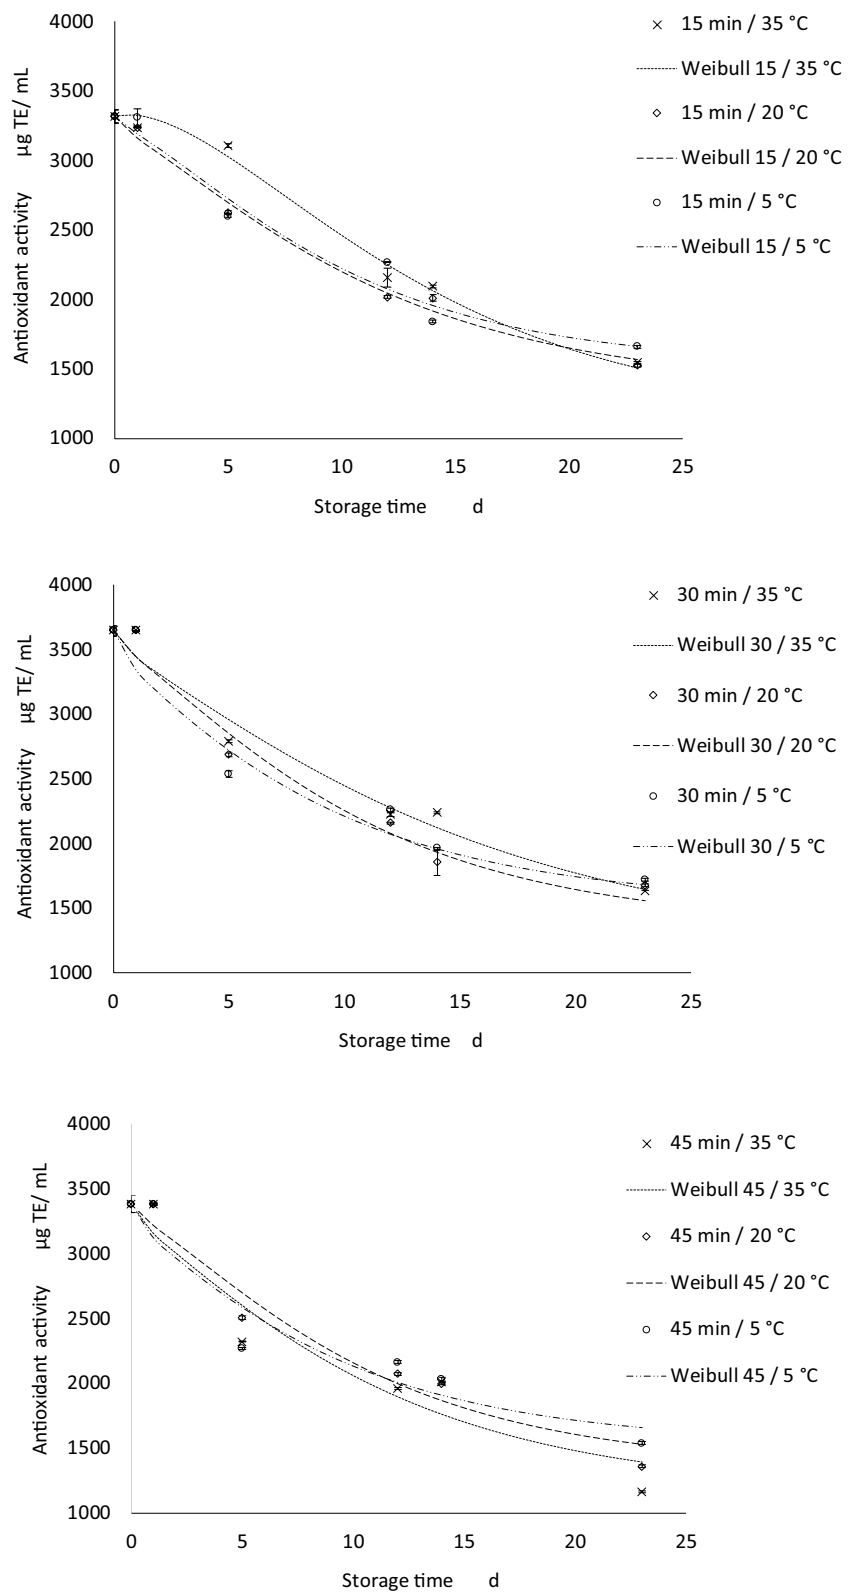 4000
3500
3000
2500
2000
1500
1000
Antioxidant activity µg TE/ mL
0 5 10 15 20 25
Storage time d
15 min / 35 °C
Weibull 15 / 35 °C
15 min / 20 °C
Weibull 15 / 20 °C
15 min / 5 °C
Weibull 15 / 5 °C
4000
3500
3000
2500
2000
1500
1000
Antioxidant activity µg TE/ mL
0 5 10 15 20 25
Storage time d
30 min / 35 °C
Weibull 30 / 35 °C
30 min / 20 °C
Weibull 30 / 20 °C
30 min / 5 °C
Weibull 30 / 5 °C
4000
3500
3000
2500
2000
1500
1000
Antioxidant activity µg TE/ mL
0 5 10 15 20 25
Storage time d
45 min / 35 °C
Weibull 45 / 35 °C
45 min / 20 °C
Weibull 45 / 20 °C
45 min / 5 °C
Weibull 45 / 5 °C